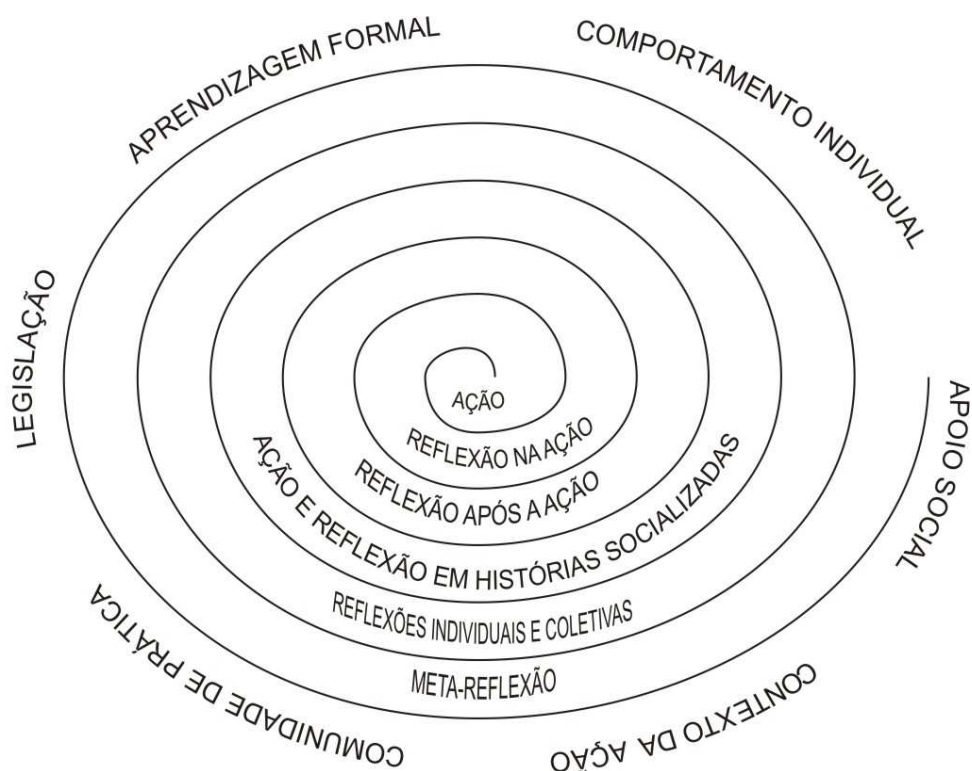 APRENDIZAGEM FORMAL
COMPORTAMENTO INDIVIDUAL
LEGISLAÇÃO
APOIO SOCIAL
AÇÃO
REFLEXÃO NA AÇÃO
REFLEXÃO APÓS A AÇÃO
AÇÃO E REFLEXÃO EM HISTÓRIAS SOCIALIZADAS
REFLEXÕES INDIVIDUAIS E COLETIVAS
META-REFLEXÃO
COMUNIDADE DE PRÁTICA
CONTEXTO DA AÇÃO